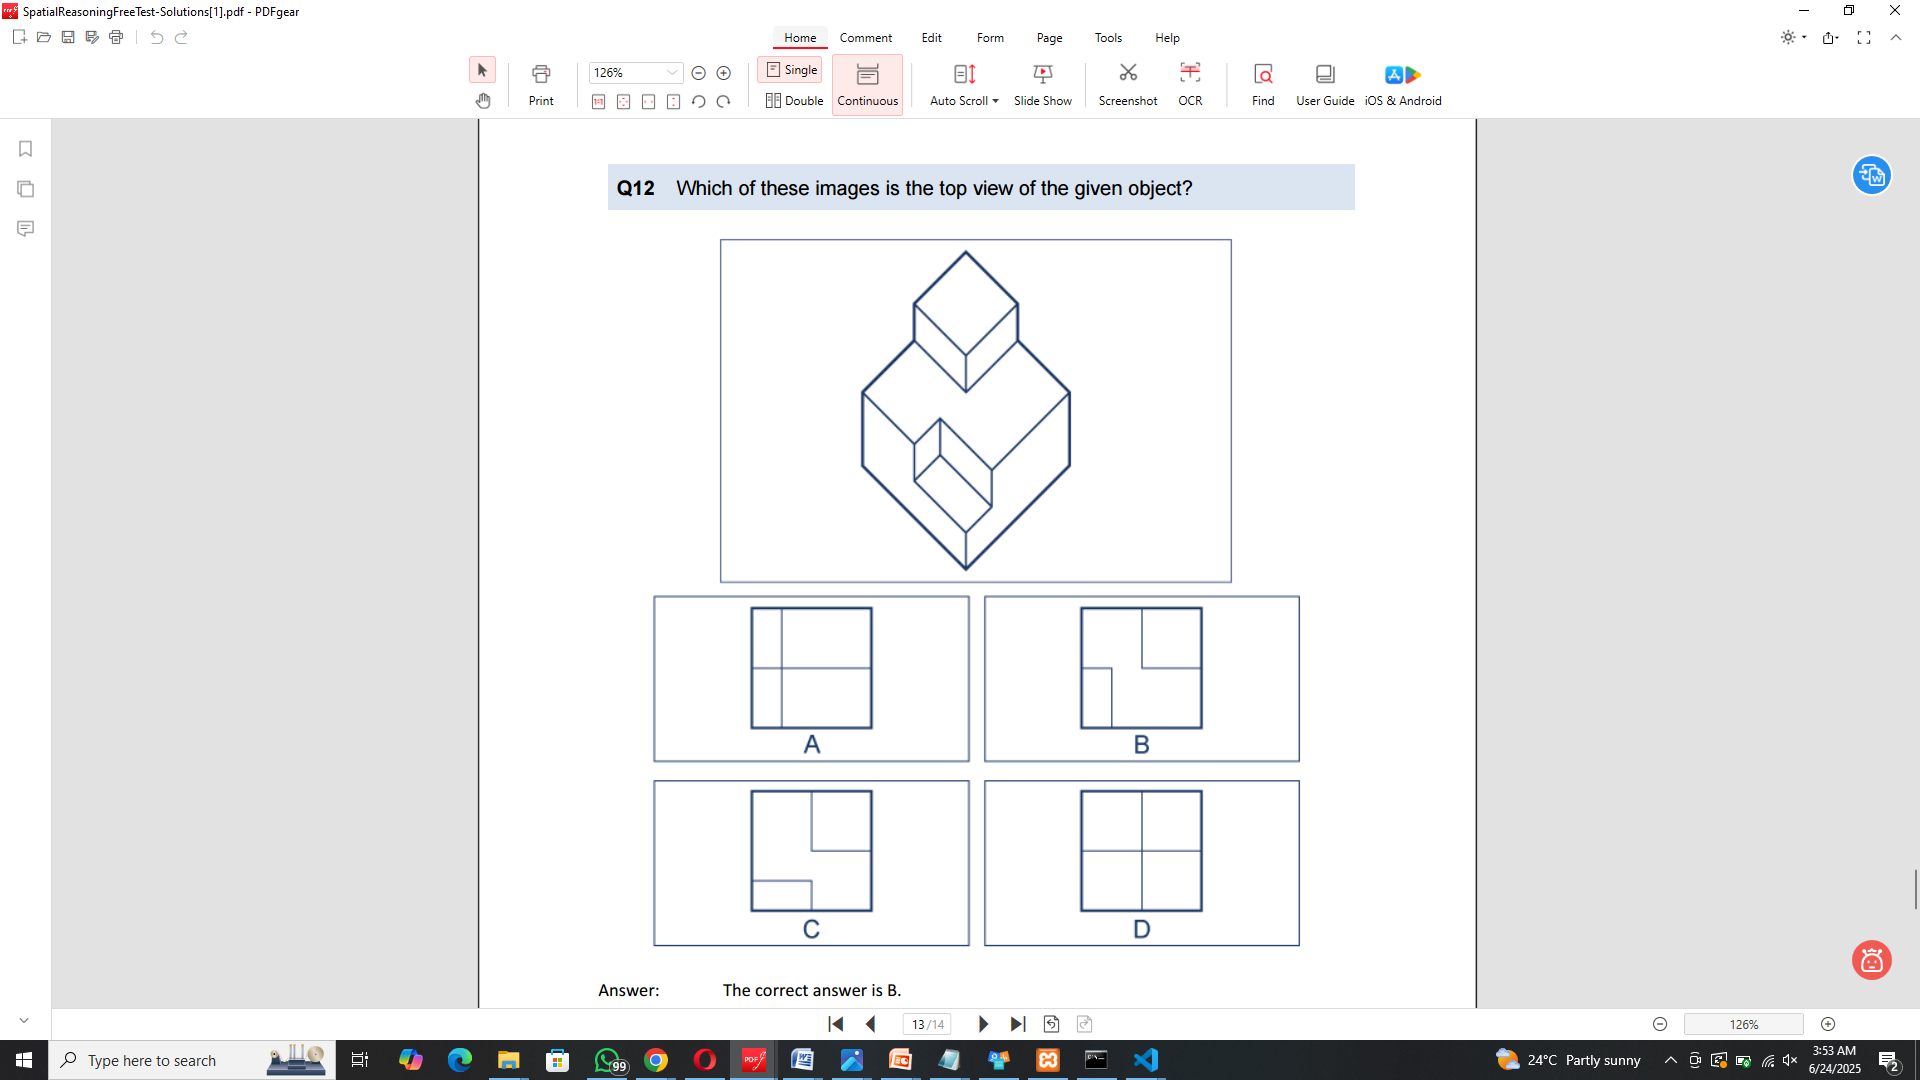 SpatialReasoningFreeTest-Solutions[1].pdf - PDFgear
Home Comment Edit Form Page Tools Help
126%
Single
Double
Print
Continuous
Auto Scroll
Slide Show
Screenshot
OCR
Find
User Guide
iOS & Android
Q12 Which of these images is the top view of the given object?
A
B
C
D
Answer: The correct answer is B.
13 /14
126%
Type here to search
99
24°C Partly sunny
3:53 AM
6/24/2025
2